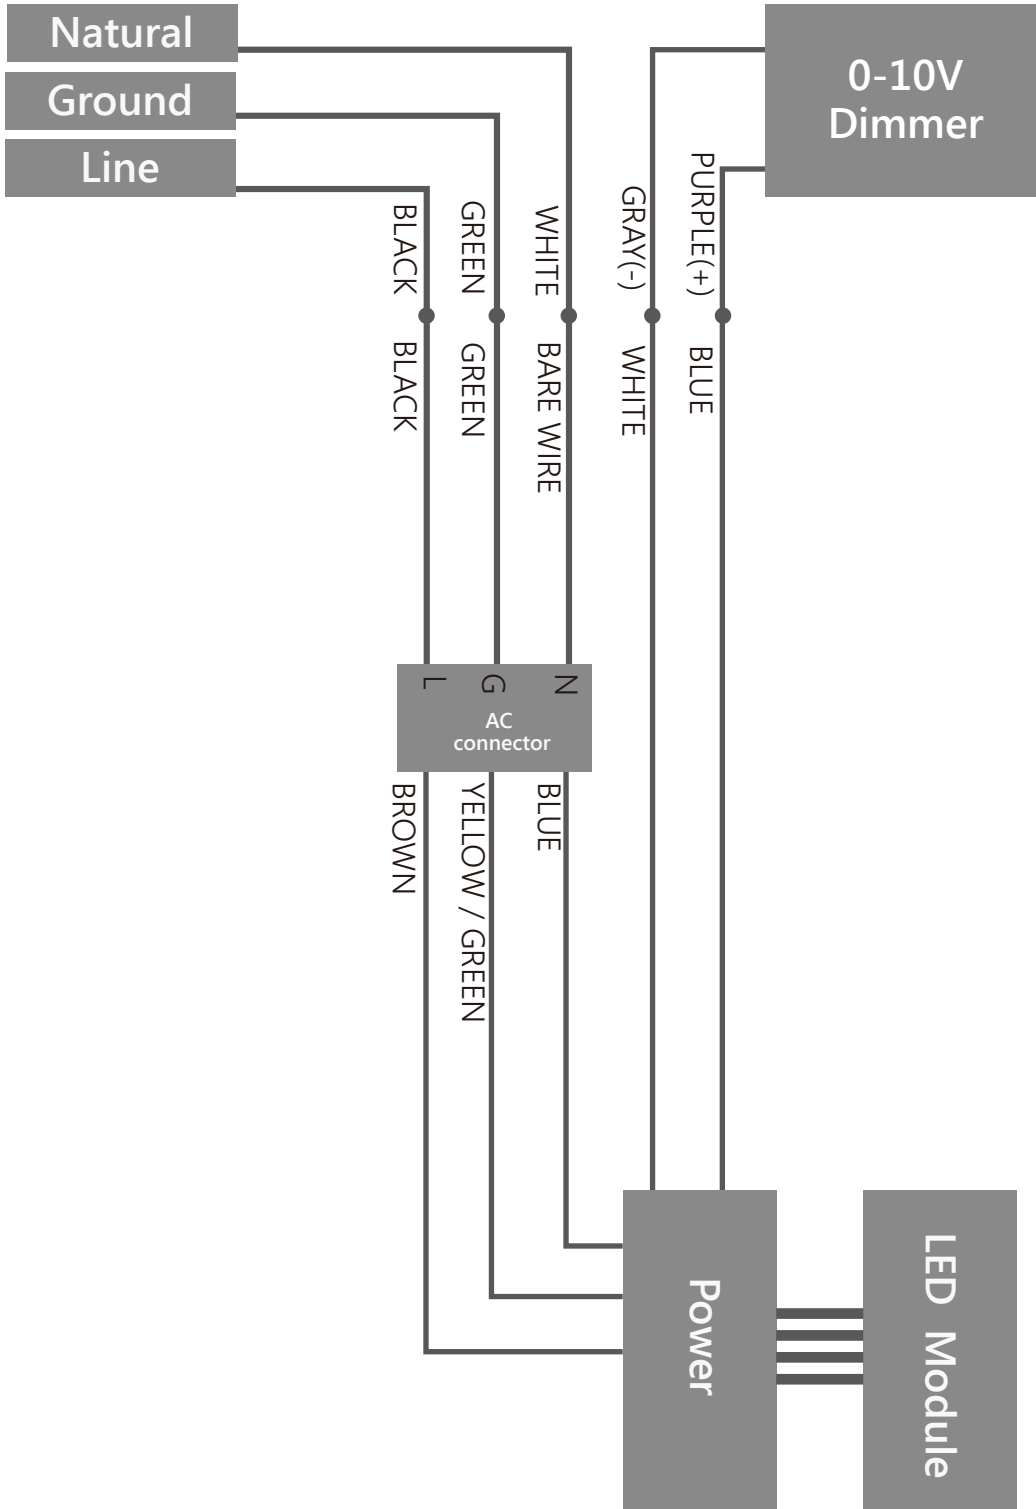 Natural
Ground
Line
0-10V
Dimmer
BLACK
GREEN
WHITE
GRAY(-)
PURPLE(+)
BLACK
GREEN
BARE WIRE
WHITE
BLUE
L
G
N
AC
connector
BROWN
YELLOW / GREEN
BLUE
Power
LED Module